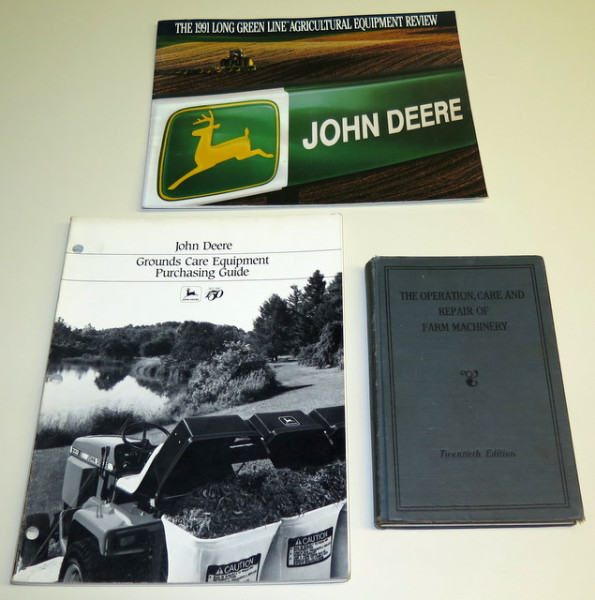 THE 1991 LONG GREEN LINE™ AGRICULTURAL EQUIPMENT REVIEW
JOHN DEERE
John Deere
Grounds Care Equipment
Purchasing Guide
150
CAUTION
CAUTION
THE OPERATION, CARE AND
REPAIR OF
FARM MACHINERY
Twentieth Edition